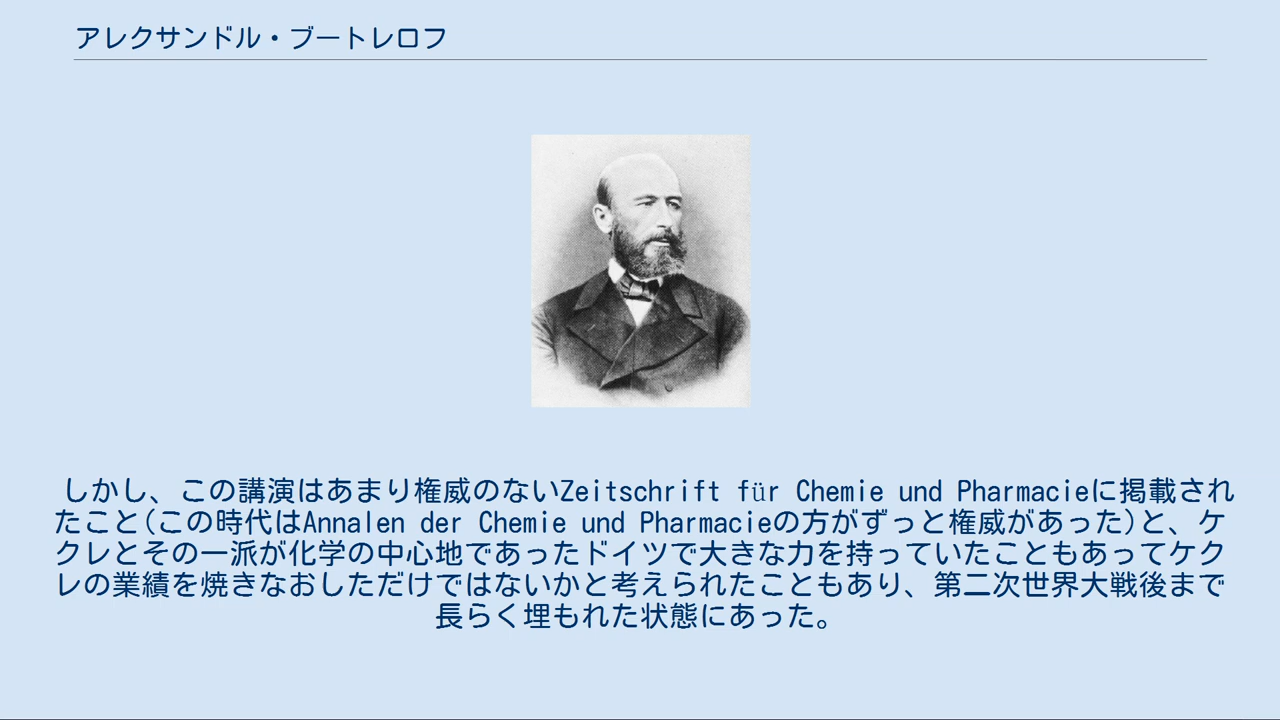 アレクサンドル・ブートレロフ
しかし、この講演はあまり権威のないZeitschrift für Chemie und Pharmacieに掲載され
たこと(この時代はAnnalen der Chemie und Pharmacieの方がずっと権威があった)と、ケ
クレとその一派が化学の中心地であったドイツで大きな力を持っていたこともあってケク
レの業績を焼きなおしただけではないかと考えられたこともあり、第二次世界大戦後まで
長らく埋もれた状態にあった。